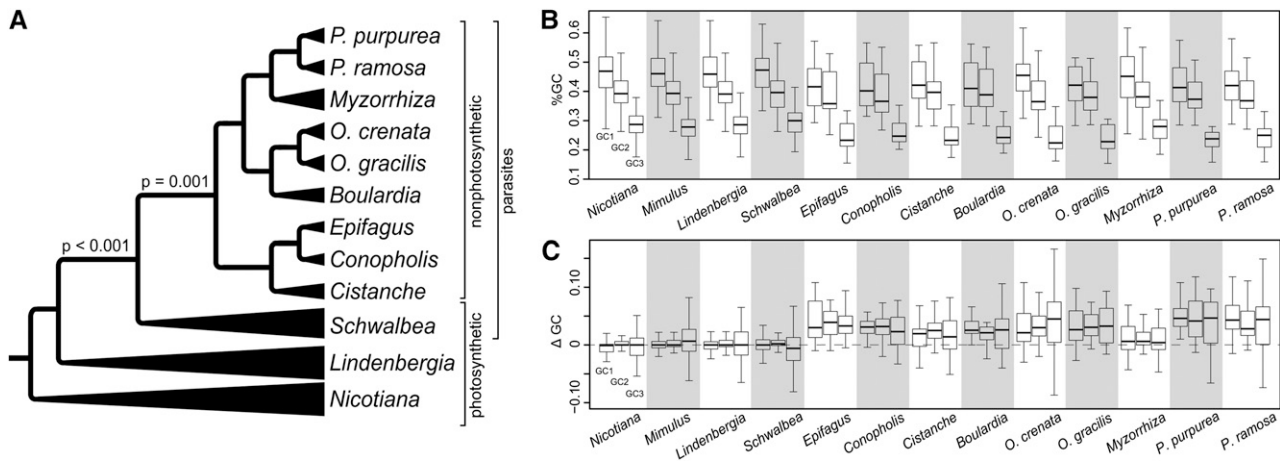 A
P. purpurea
P. ramosa
Myzorrhiza
O. crenata
O. gracilis
Boulardia
Epifagus
Conopholis
Cistanche
Schwalbea
Lindenbergia
Nicotiana
p = 0.001
p < 0.001
nonphotosynthetic
parasites
photosynthetic
B
%GC
0.6
0.5
0.4
0.3
0.2
0.1
GC1
GC2
GC3
Nicotiana
Mimulus
Lindenbergia
Schwalbea
Epifagus
Conopholis
Cistanche
Boulardia
O. crenata
O. gracilis
Myzorrhiza
P. purpurea
P. ramosa
C
Δ GC
0.10
0
−0.10
GC1
GC2
GC3
Nicotiana
Mimulus
Lindenbergia
Schwalbea
Epifagus
Conopholis
Cistanche
Boulardia
O. crenata
O. gracilis
Myzorrhiza
P. purpurea
P. ramosa